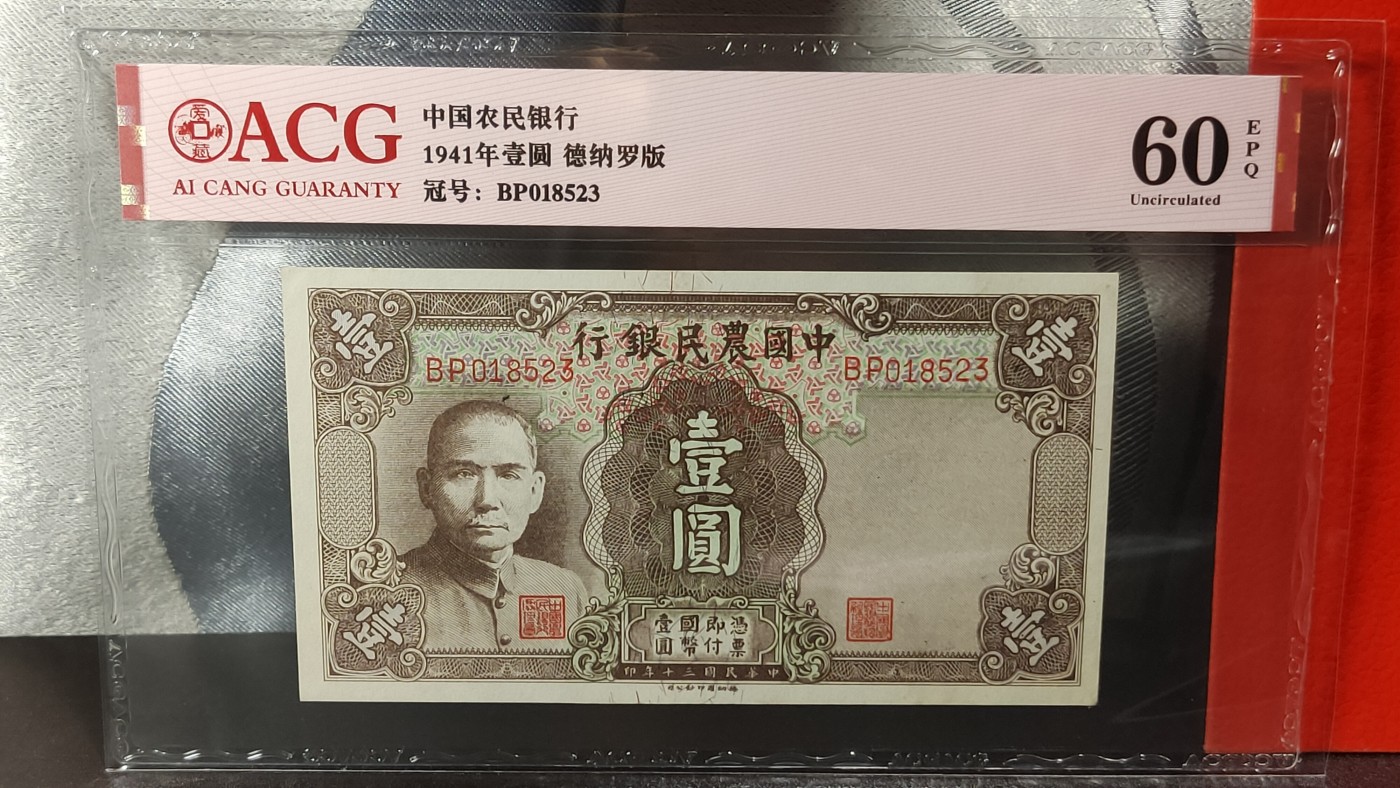 ACG
AI CANG GUARANTY
中国农民银行
1941年壹圆 德纳罗版
冠号：BP018523
60
EPQ
Uncirculated
壹
壹
行銀民農國中
BP018523
BP018523
壹
圓
憑票
即付
國幣
壹圓
壹
壹
印年十三國民華中